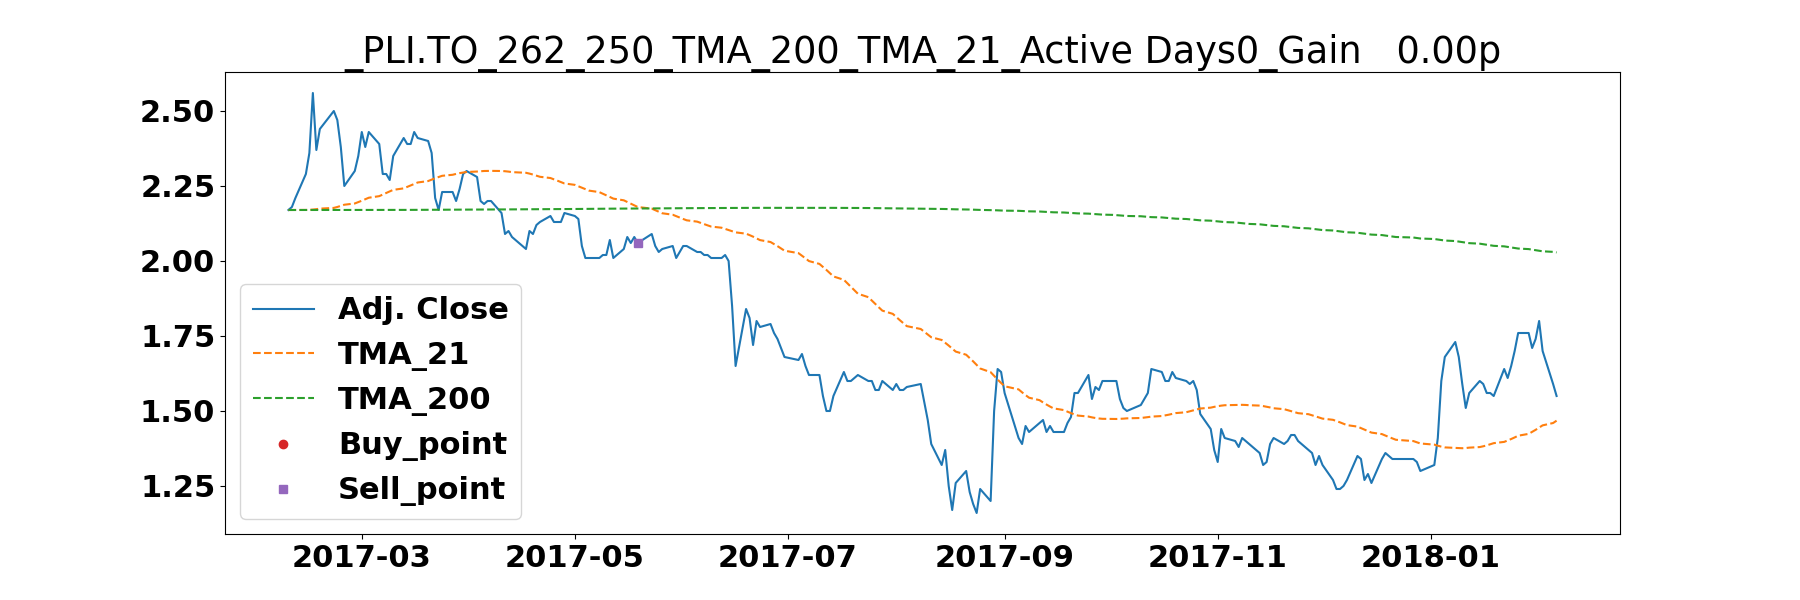 _PLI.TO_262_250_TMA_200_TMA_21_Active Days0_Gain   0.00p
2.50
2.25
2.00
1.75
1.50
1.25
Adj. Close
TMA_21
TMA_200
Buy_point
Sell_point
2017-03 2017-05 2017-07 2017-09 2017-11 2018-01